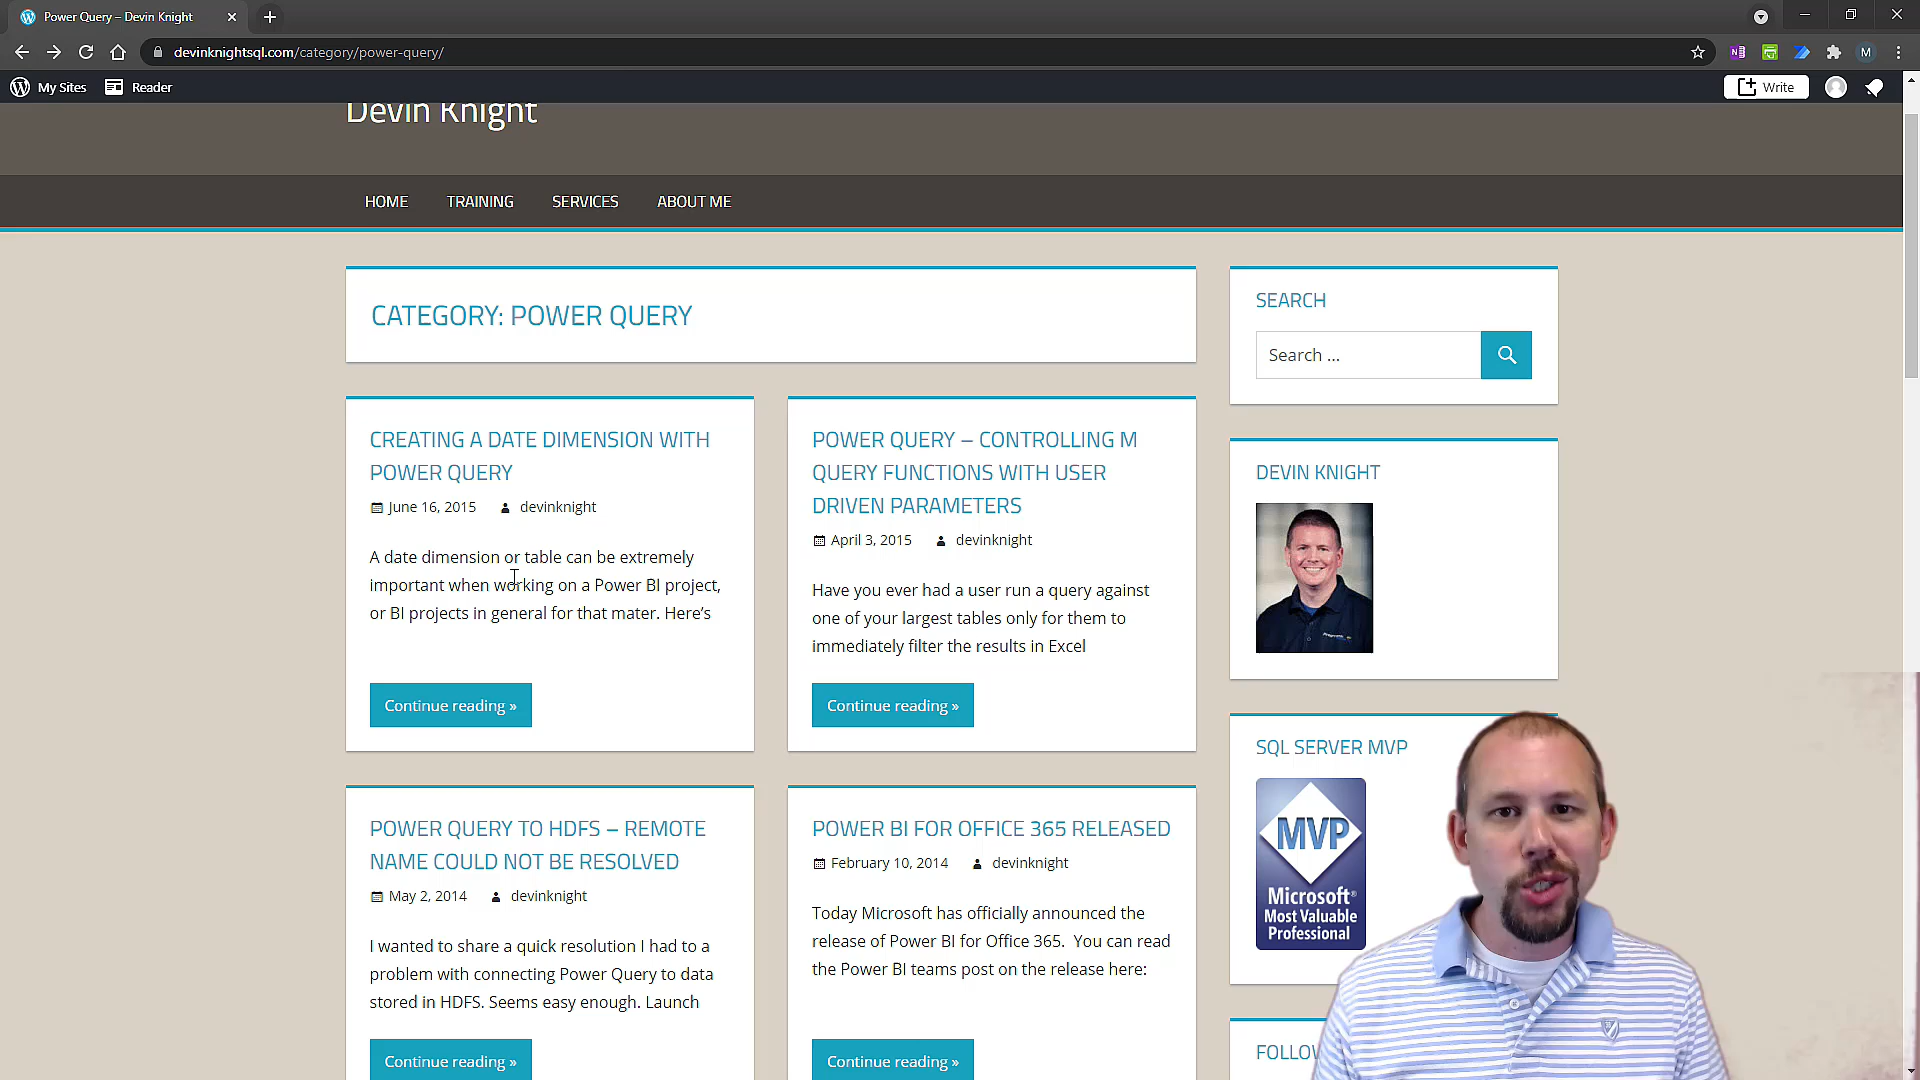 Power Query – Devin Knight
devinknightsql.com/category/power-query/
M
My Sites
Reader
Write
Devin Knight
HOME
TRAINING
SERVICES
ABOUT ME
CATEGORY: POWER QUERY
CREATING A DATE DIMENSION WITH
POWER QUERY
June 16, 2015
devinknight
A date dimension or table can be extremely
important when working on a Power BI project,
or BI projects in general for that mater. Here’s
Continue reading »
POWER QUERY – CONTROLLING M
QUERY FUNCTIONS WITH USER
DRIVEN PARAMETERS
April 3, 2015
devinknight
Have you ever had a user run a query against
one of your largest tables only for them to
immediately filter the results in Excel
Continue reading »
POWER QUERY TO HDFS – REMOTE
NAME COULD NOT BE RESOLVED
May 2, 2014
devinknight
I wanted to share a quick resolution I had to a
problem with connecting Power Query to data
stored in HDFS. Seems easy enough. Launch
Continue reading »
POWER BI FOR OFFICE 365 RELEASED
February 10, 2014
devinknight
Today Microsoft has officially announced the
release of Power BI for Office 365.  You can read
the Power BI teams post on the release here:
Continue reading »
SEARCH
Search …
DEVIN KNIGHT
SQL SERVER MVP
MVP
Microsoft®
Most Valuable
Professional